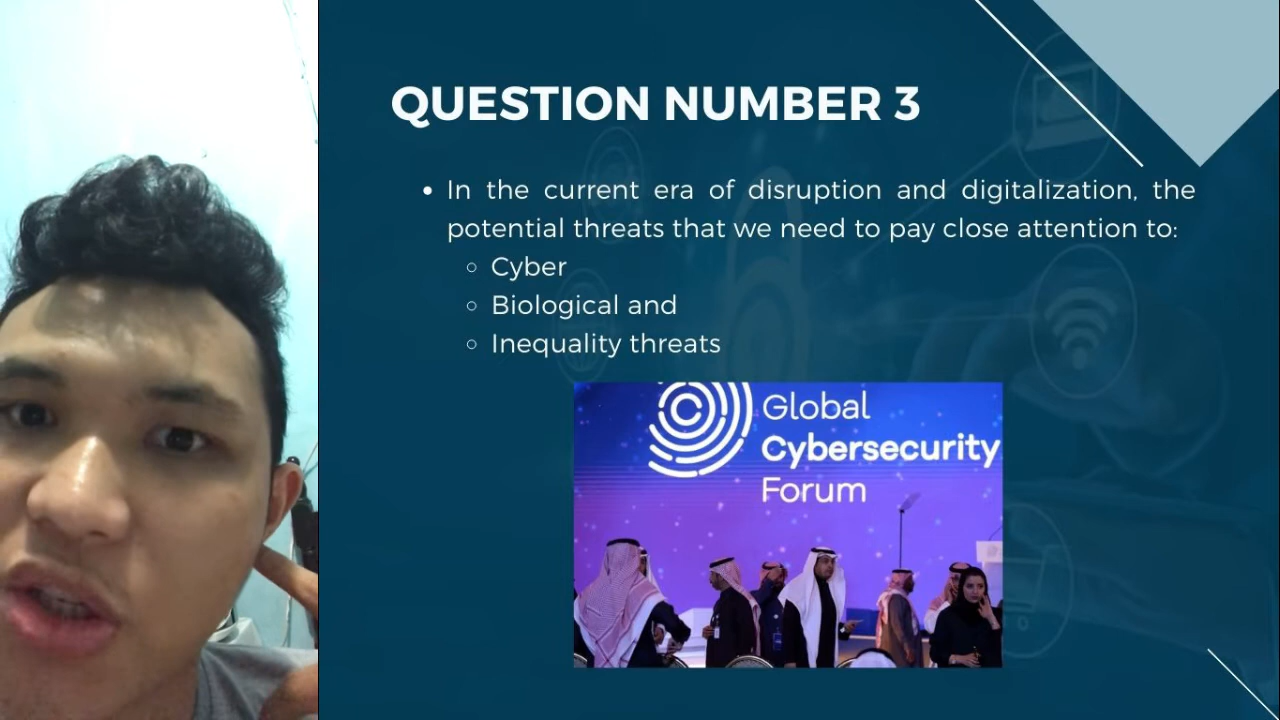 QUESTION NUMBER 3
• In the current era of disruption and digitalization, the
potential threats that we need to pay close attention to:
◦ Cyber
◦ Biological and
◦ Inequality threats
Global
Cybersecurity
Forum